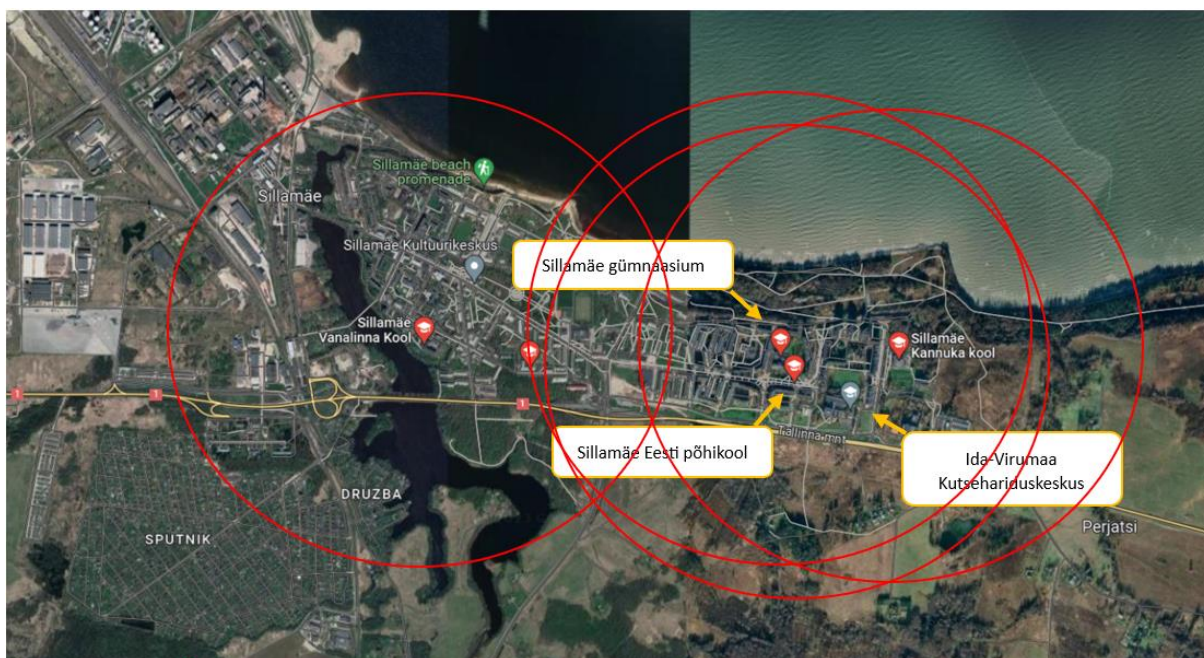 Sillamäe beach
promenade
Sillamäe
Sillamäe Kultuurikeskus
Sillamäe gümnaasium
Sillamäe
Vanalinna Kool
Sillamäe
Kannuka kool
1
1
1
Tallinna mnt
Sillamäe Eesti põhikool
Ida-Virumaa
Kutsehariduskeskus
DRUZBA
SPUTNIK
Perjatsi